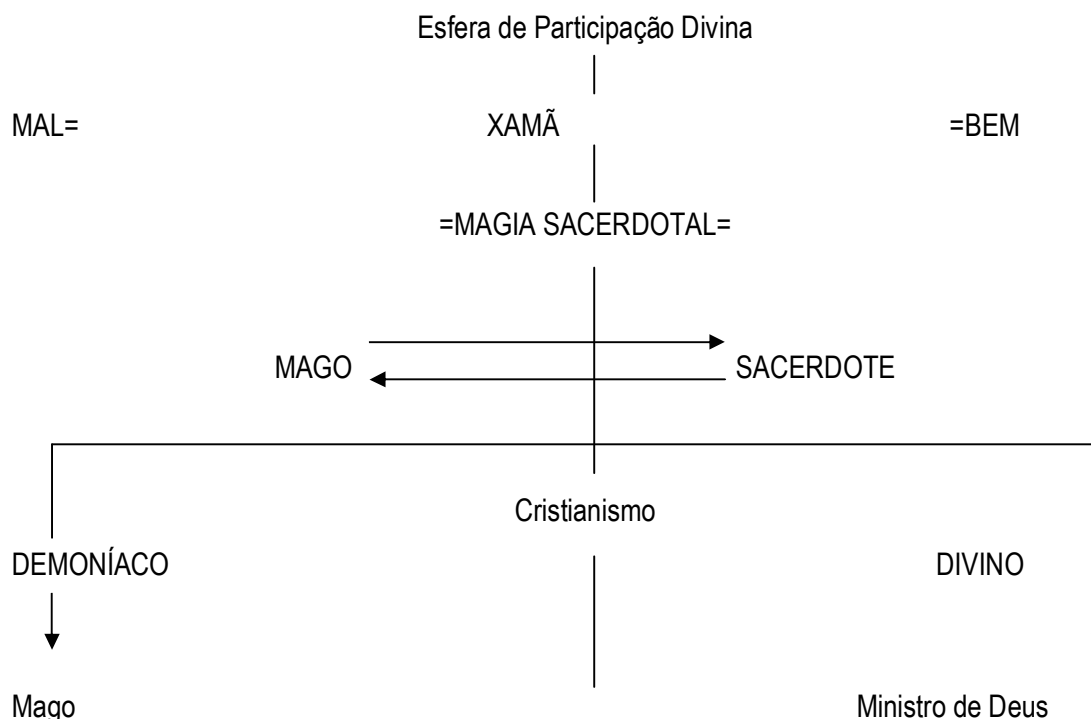 Esfera de Participação Divina
MAL= XAMÃ =BEM
=MAGIA SACERDOTAL=
MAGO SACERDOTE
Cristianismo
DEMONÍACO DIVINO
Mago Ministro de Deus